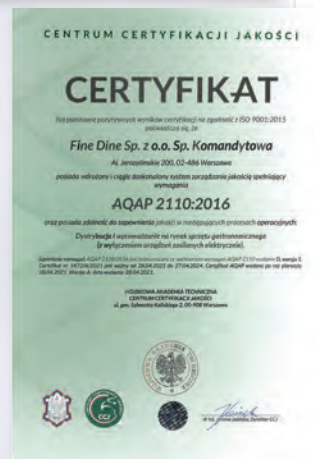 CENTRUM CERTYFIKACJI JAKOŚCI
CERTYFIKAT
Na podstawie pozytywnych wyników certyfikacji na zgodność z ISO 9001:2015
poświadcza się, że
Fine Dine Sp. z o.o. Sp. Komandytowa
Al. Jerozolimskie 200, 02-486 Warszawa
posiada wdrożony i ciągle doskonalony system zarządzania jakością spełniający
wymagania
AQAP 2110:2016
oraz posiada zdolność do zapewnienia jakości w następujących procesach operacyjnych:
Dystrybucja i wprowadzanie na rynek sprzętu gastronomicznego
(z wyłączeniem urządzeń zasilanych elektrycznie).
WOJSKOWA AKADEMIA TECHNICZNA
CENTRUM CERTYFIKACJI JAKOŚCI
ul. gen. Sylwestra Kaliskiego 2, 00-908 Warszawa
CCJ